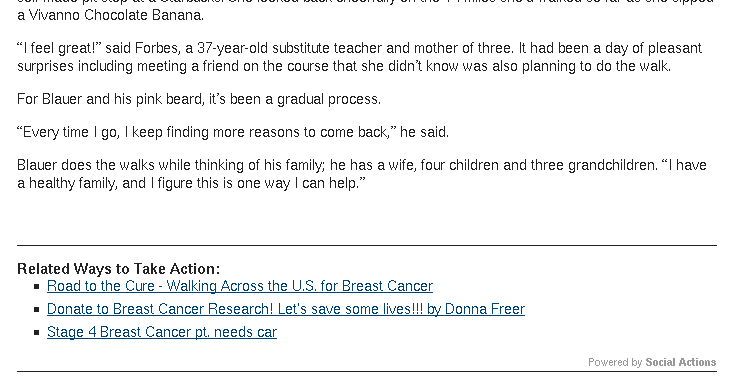 a Vivanno Chocolate Banana.
“I feel great!” said Forbes, a 37-year-old substitute teacher and mother of three. It had been a day of pleasant
surprises including meeting a friend on the course that she didn’t know was also planning to do the walk.
For Blauer and his pink beard, it’s been a gradual process.
“Every time I go, I keep finding more reasons to come back,” he said.
Blauer does the walks while thinking of his family; he has a wife, four children and three grandchildren. “I have
a healthy family, and I figure this is one way I can help.”
Related Ways to Take Action:
Road to the Cure - Walking Across the U.S. for Breast Cancer
Donate to Breast Cancer Research! Let's save some lives!!! by Donna Freer
Stage 4 Breast Cancer pt. needs car
Powered by Social Actions